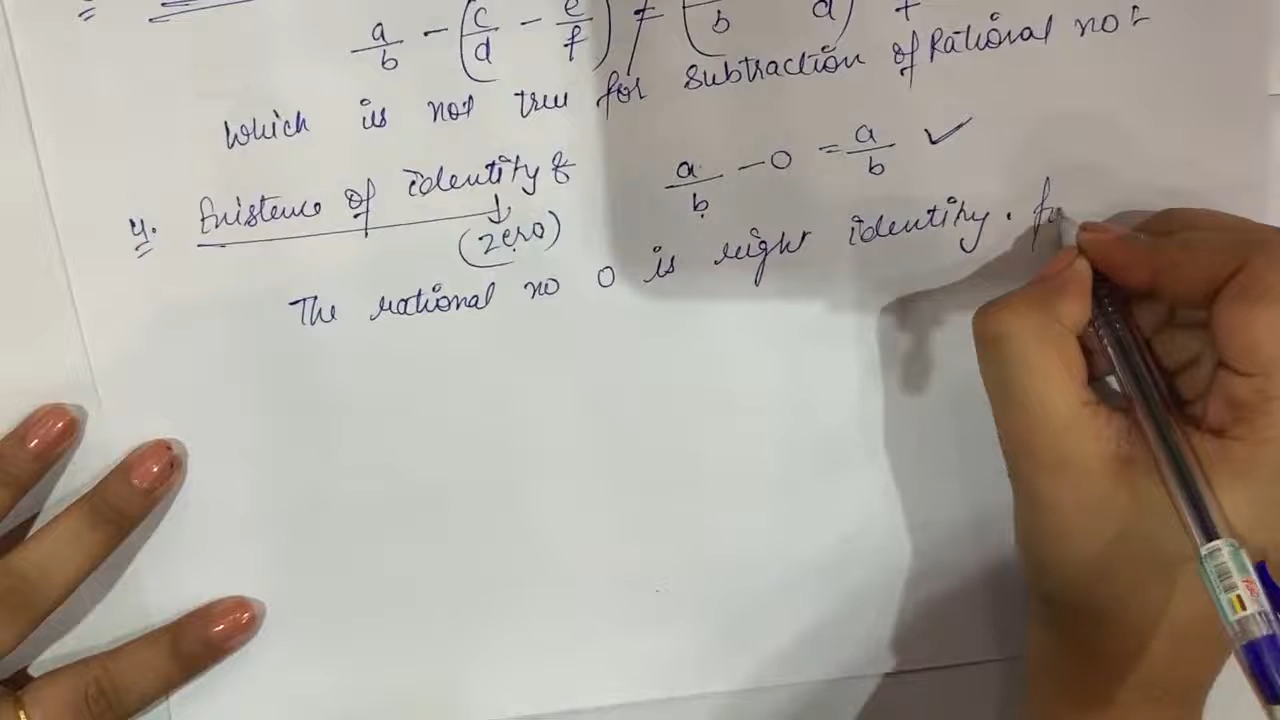 a/b - (c/d - e/f) ≠ ( b d)
Which is not true for subtraction of Rational no
4. Existence of identity
a/b - 0 = a/b ✓
(zero)
The rational no 0 is right identity. fo